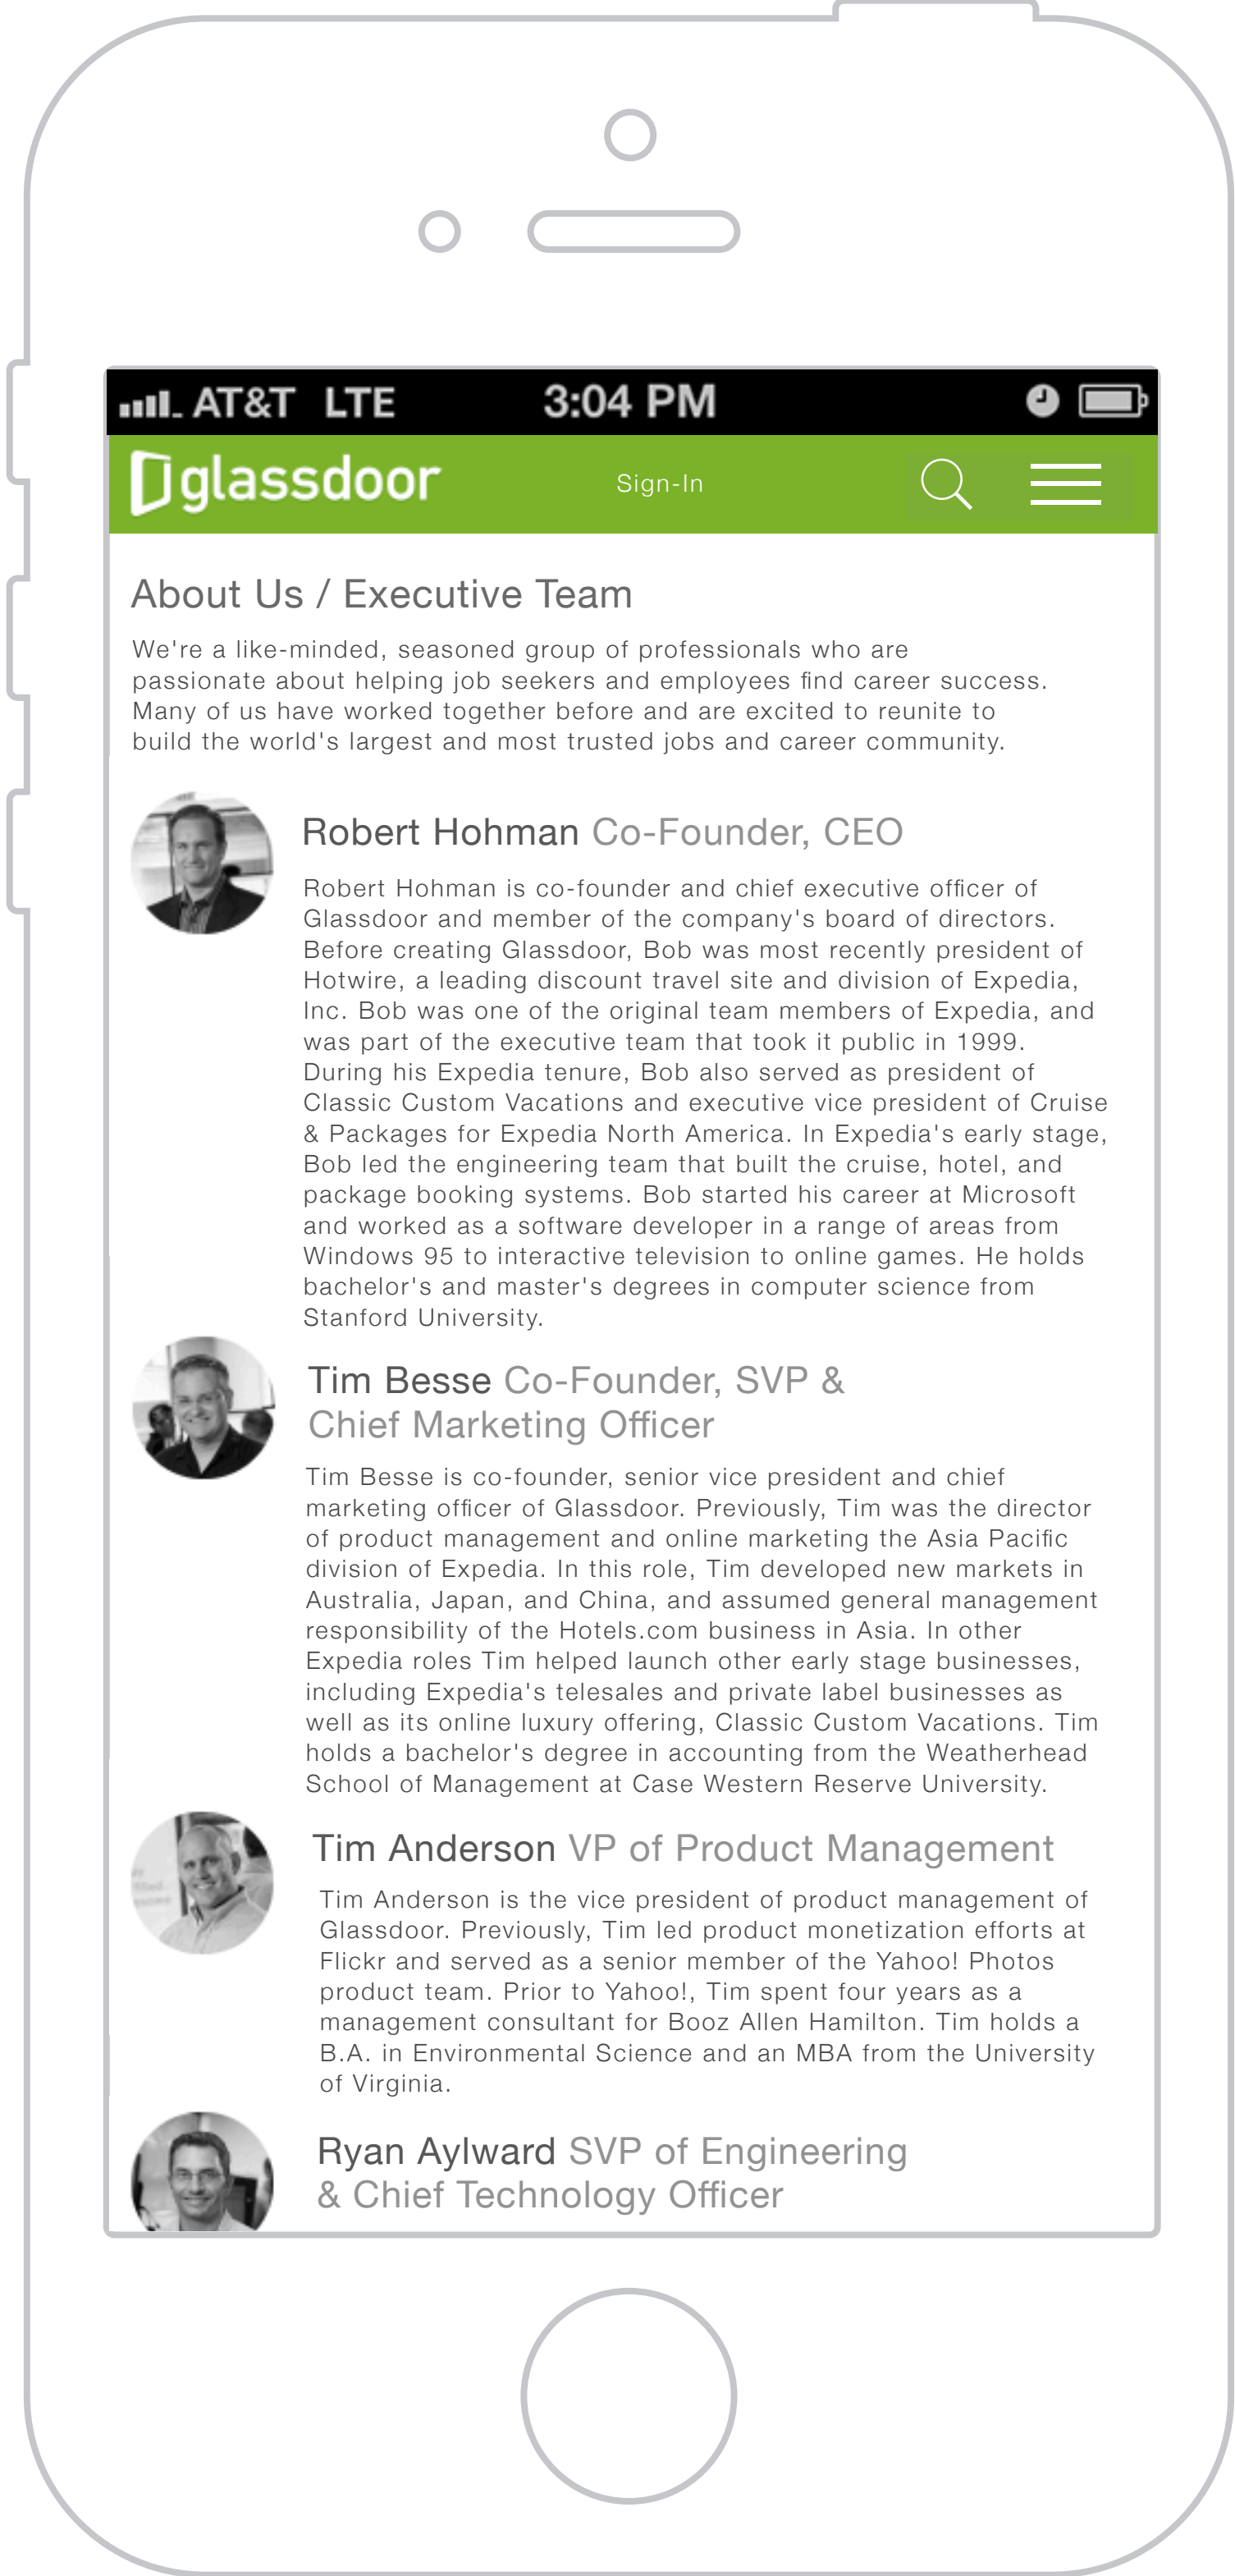 AT&T LTE 3:04 PM
glassdoor Sign-In
About Us / Executive Team
We're a like-minded, seasoned group of professionals who are
passionate about helping job seekers and employees find career success.
Many of us have worked together before and are excited to reunite to
build the world's largest and most trusted jobs and career community.
Robert Hohman Co-Founder, CEO
Robert Hohman is co-founder and chief executive officer of
Glassdoor and member of the company's board of directors.
Before creating Glassdoor, Bob was most recently president of
Hotwire, a leading discount travel site and division of Expedia,
Inc. Bob was one of the original team members of Expedia, and
was part of the executive team that took it public in 1999.
During his Expedia tenure, Bob also served as president of
Classic Custom Vacations and executive vice president of Cruise
& Packages for Expedia North America. In Expedia's early stage,
Bob led the engineering team that built the cruise, hotel, and
package booking systems. Bob started his career at Microsoft
and worked as a software developer in a range of areas from
Windows 95 to interactive television to online games. He holds
bachelor's and master's degrees in computer science from
Stanford University.
Tim Besse Co-Founder, SVP &
Chief Marketing Officer
Tim Besse is co-founder, senior vice president and chief
marketing officer of Glassdoor. Previously, Tim was the director
of product management and online marketing the Asia Pacific
division of Expedia. In this role, Tim developed new markets in
Australia, Japan, and China, and assumed general management
responsibility of the Hotels.com business in Asia. In other
Expedia roles Tim helped launch other early stage businesses,
including Expedia's telesales and private label businesses as
well as its online luxury offering, Classic Custom Vacations. Tim
holds a bachelor's degree in accounting from the Weatherhead
School of Management at Case Western Reserve University.
Tim Anderson VP of Product Management
Tim Anderson is the vice president of product management of
Glassdoor. Previously, Tim led product monetization efforts at
Flickr and served as a senior member of the Yahoo! Photos
product team. Prior to Yahoo!, Tim spent four years as a
management consultant for Booz Allen Hamilton. Tim holds a
B.A. in Environmental Science and an MBA from the University
of Virginia.
Ryan Aylward SVP of Engineering
& Chief Technology Officer